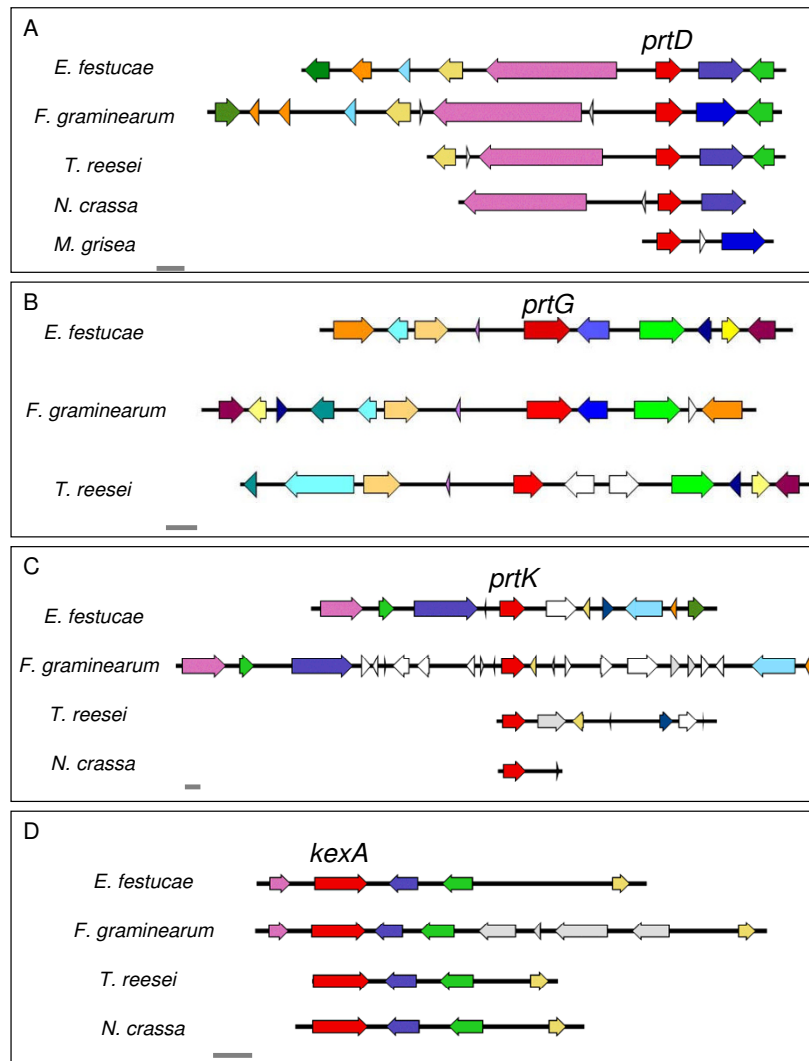 A
prtD
E. festucae
F. graminearum
T. reesei
N. crassa
M. grisea
B
prtG
E. festucae
F. graminearum
T. reesei
C
prtK
E. festucae
F. graminearum
T. reesei
N. crassa
D
kexA
E. festucae
F. graminearum
T. reesei
N. crassa